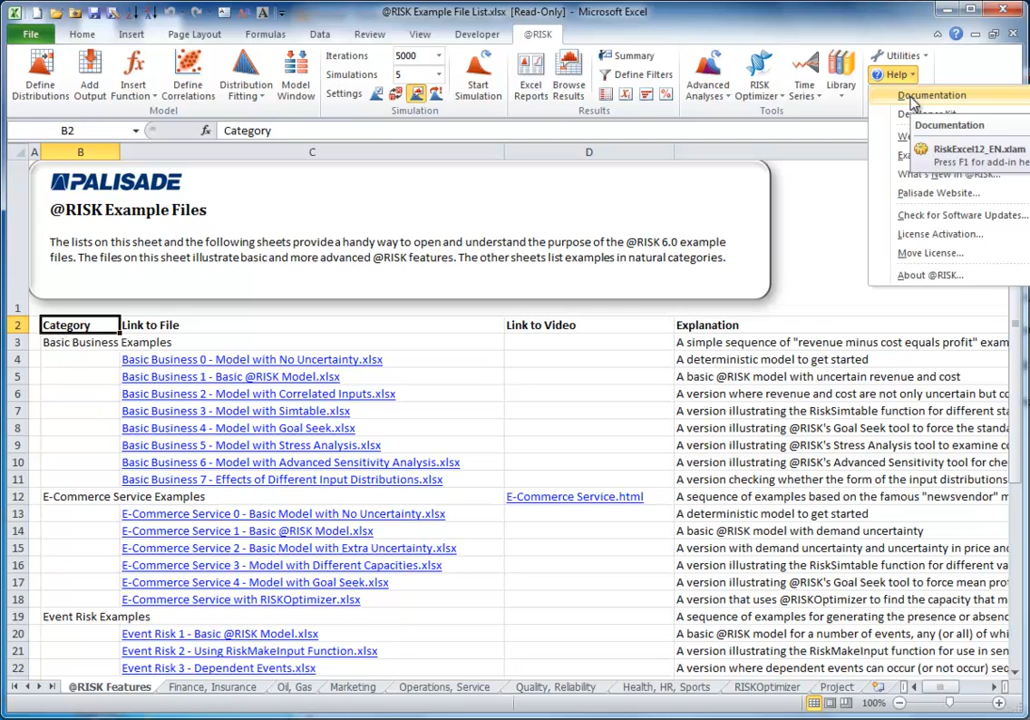 @RISK Example File List.xlsx [Read-Only] - Microsoft Excel
File Home Insert Page Layout Formulas Data Review View Developer @RISK
Define Distributions
Add Output
Insert Function
Define Correlations
Distribution Fitting
Model Window
Model
Iterations 5000
Simulations 5
Settings
Start Simulation
Simulation
Excel Reports
Browse Results
Summary
Define Filters
Results
Advanced Analyses
RISK Optimizer
Time Series
Library
Tools
Utilities
Help
Documentation
Documentation
RiskExcel12_EN.xlam
Press F1 for add-in he
What's New in @RISK...
Palisade Website...
Check for Software Updates...
License Activation...
Move License...
About @RISK...
B2 fx Category
A B C D
PALISADE
@RISK Example Files
The lists on this sheet and the following sheets provide a handy way to open and understand the purpose of the @RISK 6.0 example
files. The files on this sheet illustrate basic and more advanced @RISK features. The other sheets list examples in natural categories.
1
2 Category Link to File Link to Video Explanation
3 Basic Business Examples A simple sequence of "revenue minus cost equals profit" exam
4 Basic Business 0 - Model with No Uncertainty.xlsx A deterministic model to get started
5 Basic Business 1 - Basic @RISK Model.xlsx A basic @RISK model with uncertain revenue and cost
6 Basic Business 2 - Model with Correlated Inputs.xlsx A version where revenue and cost are not only uncertain but co
7 Basic Business 3 - Model with Simtable.xlsx A version illustrating the RiskSimtable function for different sta
8 Basic Business 4 - Model with Goal Seek.xlsx A version illustrating @RISK's Goal Seek tool to force the standa
9 Basic Business 5 - Model with Stress Analysis.xlsx A version illustrating @RISK's Stress Analysis tool to examine co
10 Basic Business 6 - Model with Advanced Sensitivity Analysis.xlsx A version illustrating @RISK's Advanced Sensitivity tool for che
11 Basic Business 7 - Effects of Different Input Distributions.xlsx A version checking whether the form of the input distributions
12 E-Commerce Service Examples E-Commerce Service.html A sequence of examples based on the famous "newsvendor" m
13 E-Commerce Service 0 - Basic Model with No Uncertainty.xlsx A deterministic model to get started
14 E-Commerce Service 1 - Basic @RISK Model.xlsx A basic @RISK model with demand uncertainty
15 E-Commerce Service 2 - Basic Model with Extra Uncertainty.xlsx A version with demand uncertainty and uncertainty in price and
16 E-Commerce Service 3 - Model with Different Capacities.xlsx A version illustrating the RiskSimtable function for different va
17 E-Commerce Service 4 - Model with Goal Seek.xlsx A version illustrating @RISK's Goal Seek tool to force mean prof
18 E-Commerce Service with RISKOptimizer.xlsx A version that uses @RISKOptimizer to find the capacity that m
19 Event Risk Examples A sequence of examples for generating the presence or absenc
20 Event Risk 1 - Basic @RISK Model.xlsx A basic @RISK model for a number of events, any (or all) of whi
21 Event Risk 2 - Using RiskMakeInput Function.xlsx A version illustrating the RiskMakeInput function for use in sen
22 Event Risk 3 - Dependent Events.xlsx A version where dependent events can occur (or not occur)
@RISK Features Finance, Insurance Oil, Gas Marketing Operations, Service Quality, Reliability Health, HR, Sports RISKOptimizer Project
100%